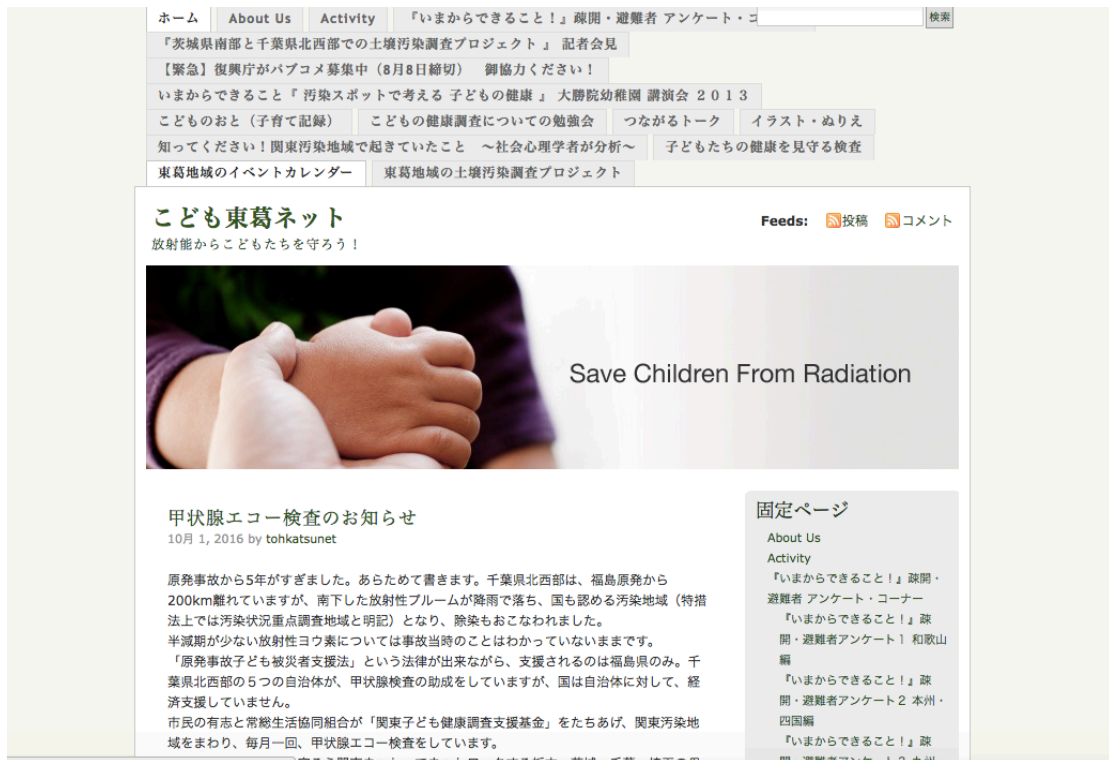 ホーム About Us Activity 『いまからできること！』疎開・避難者 アンケート・コ
検索
『茨城県南部と千葉県北西部での土壌汚染調査プロジェクト 』 記者会見
【緊急】復興庁がパブコメ募集中（8月8日締切） 御協力ください！
いまからできること『 汚染スポットで考える 子どもの健康 』 大勝院幼稚園 講演会 ２０１３
こどものおと（子育て記録） こどもの健康調査についての勉強会 つながるトーク イラスト・ぬりえ
知ってください！関東汚染地域で起きていたこと ～社会心理学者が分析～ 子どもたちの健康を見守る検査
東葛地域のイベントカレンダー 東葛地域の土壌汚染調査プロジェクト
こども東葛ネット
放射能からこどもたちを守ろう！
Feeds: 投稿 コメント
Save Children From Radiation
甲状腺エコー検査のお知らせ
10月 1, 2016 by tohkatsunet
原発事故から5年がすぎました。あらためて書きます。千葉県北西部は、福島原発から
200km離れていますが、南下した放射性プルームが降雨で落ち、国も認める汚染地域（特措
法上では汚染状況重点調査地域と明記）となり、除染もおこなわれました。
半減期が少ない放射性ヨウ素については事故当時のことはわかっていないままです。
「原発事故子ども被災者支援法」という法律が出来ながら、支援されるのは福島県のみ。千
葉県北西部の５つの自治体が、甲状腺検査の助成をしていますが、国は自治体に対して、経
済支援していません。
市民の有志と常総生活協同組合が「関東子ども健康調査支援基金」をたちあげ、関東汚染地
域をまわり、毎月一回、甲状腺エコー検査をしています。
固定ページ
About Us
Activity
『いまからできること！』疎開・
避難者 アンケート・コーナー
『いまからできること！』疎
開・避難者アンケート１ 和歌山
編
『いまからできること！』疎
開・避難者アンケート２ 本州・
四国編
『いまからできること！』疎